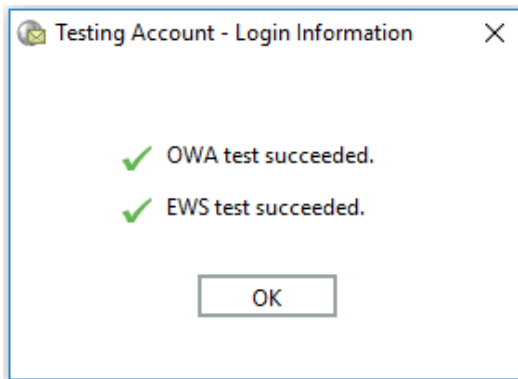 Testing Account - Login Information
OWA test succeeded.
EWS test succeeded.
OK